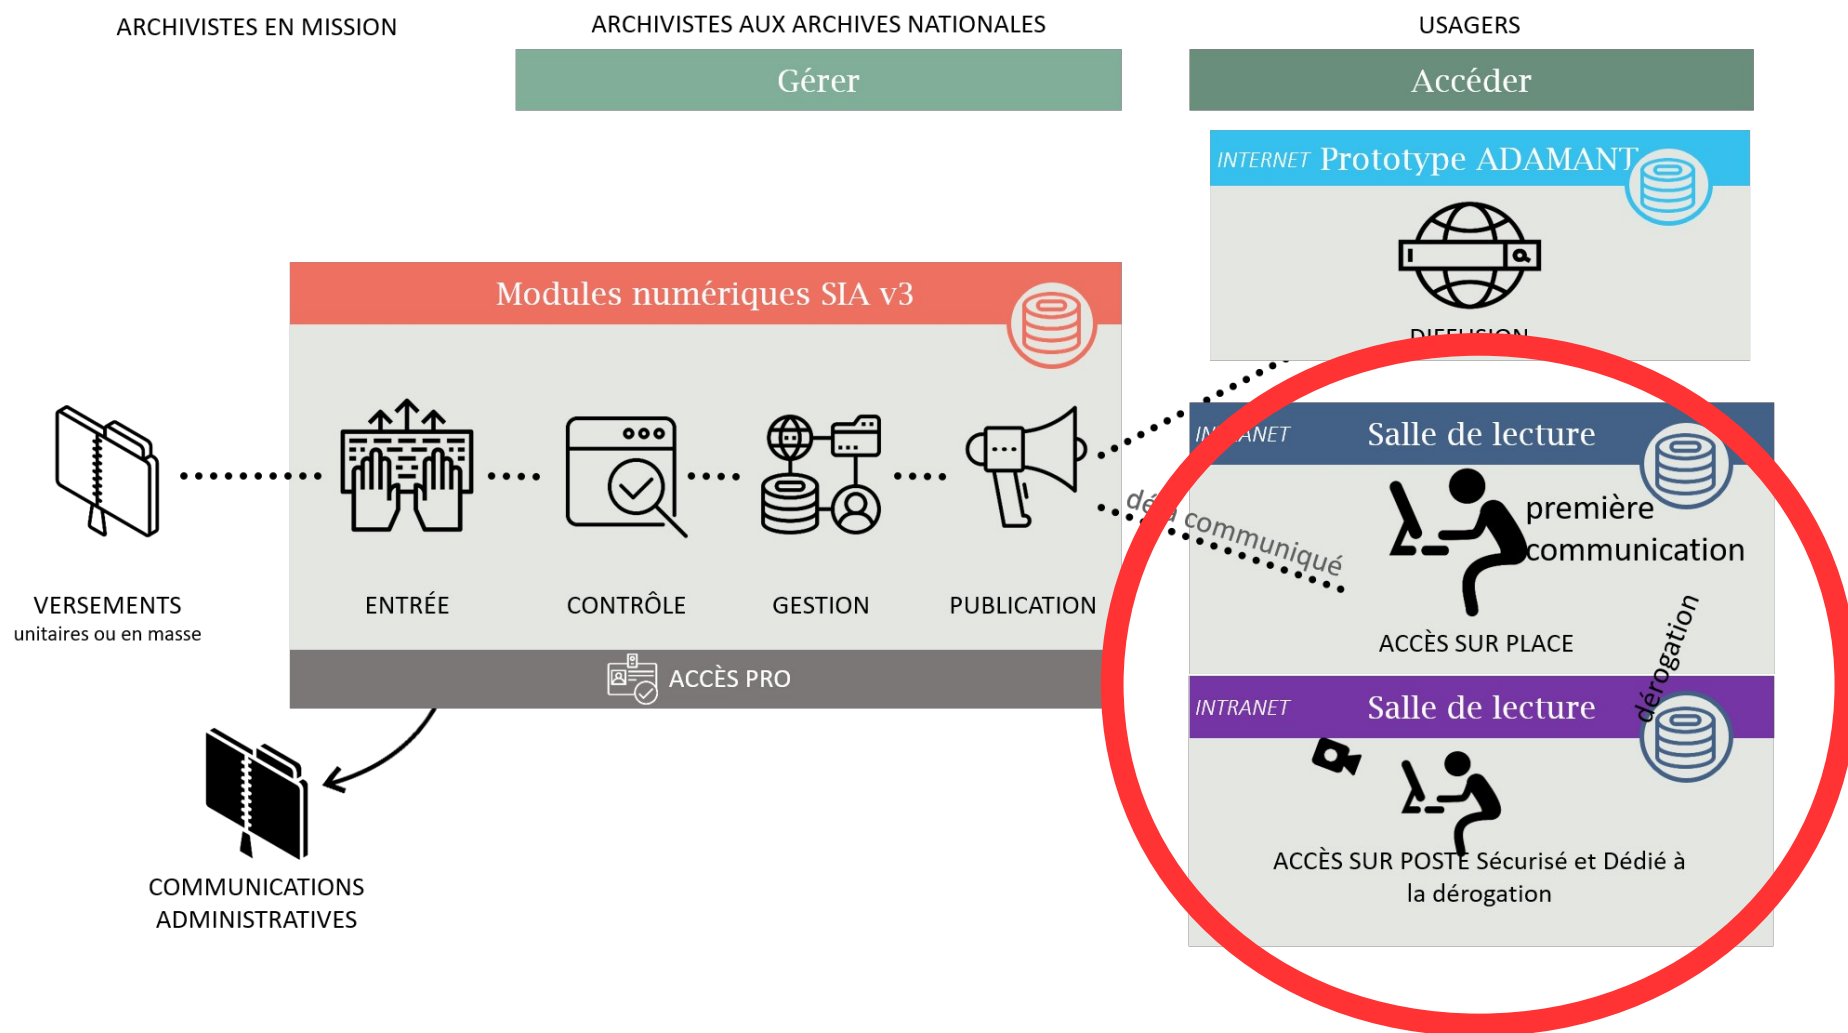 ARCHIVISTES EN MISSION
ARCHIVISTES AUX ARCHIVES NATIONALES
USAGERS
Gérer
Accéder
INTERNET Prototype ADAMANT
DIFFUSION
Modules numériques SIA v3
VERSEMENTS
unitaires ou en masse
ENTRÉE
CONTRÔLE
GESTION
PUBLICATION
ACCÈS PRO
COMMUNICATIONS
ADMINISTRATIVES
déjà communiqué
INTRANET Salle de lecture
première
communication
ACCÈS SUR PLACE
dérogation
INTRANET Salle de lecture
ACCÈS SUR POSTE Sécurisé et Dédié à
la dérogation